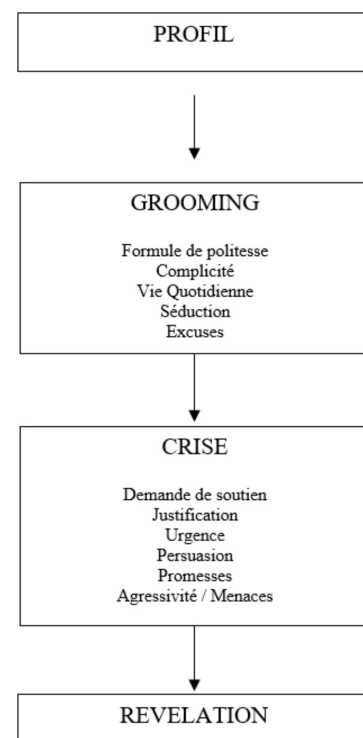 PROFIL
GROOMING
Formule de politesse
Complicité
Vie Quotidienne
Séduction
Excuses
CRISE
Demande de soutien
Justification
Urgence
Persuasion
Promesses
Agressivité / Menaces
REVELATION